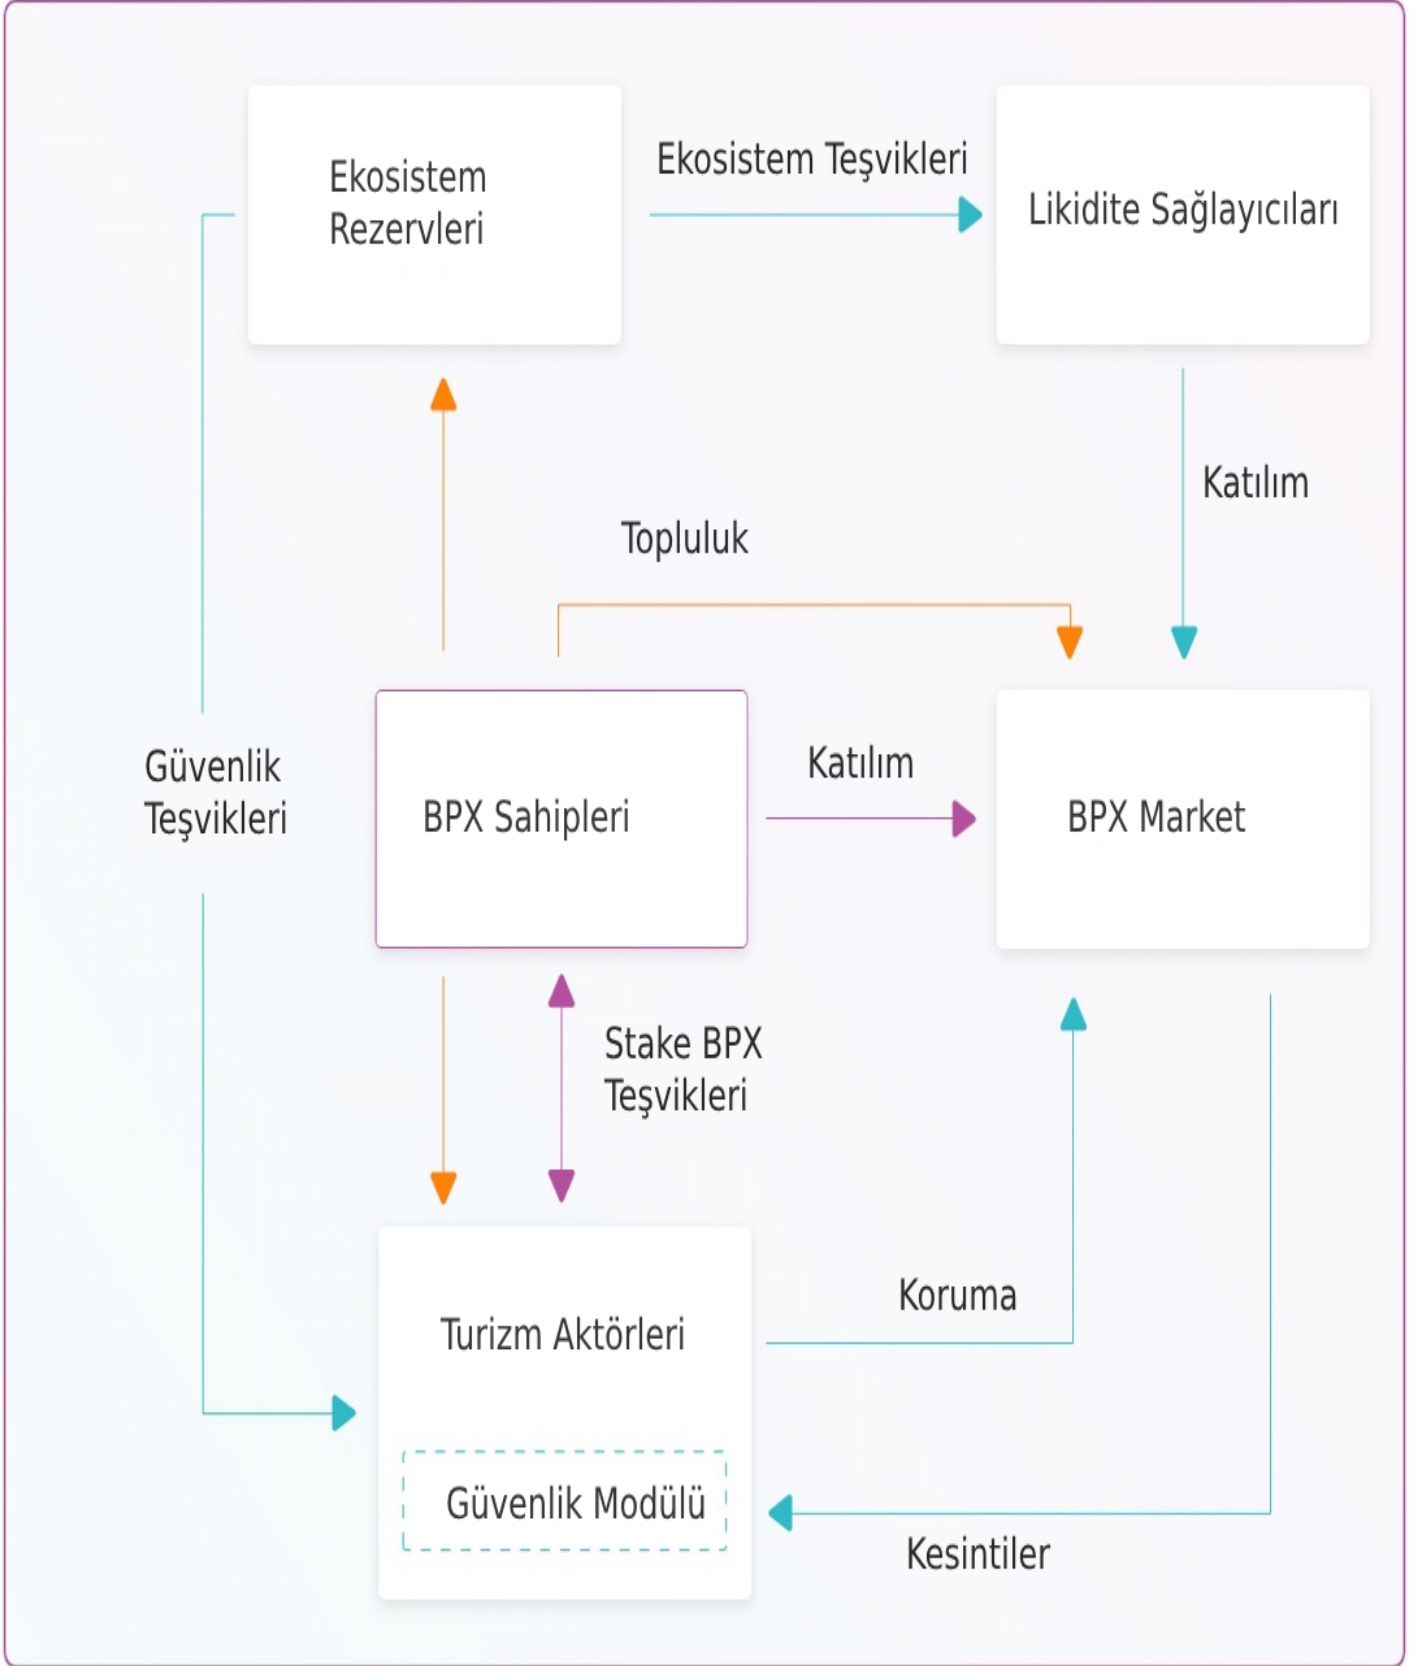 Ekosistem
Rezervleri
Ekosistem Teşvikleri
Likidite Sağlayıcıları
Katılım
Topluluk
Güvenlik
Teşvikleri
BPX Sahipleri
Katılım
BPX Market
Stake BPX
Teşvikleri
Turizm Aktörleri
Koruma
Güvenlik Modülü
Kesintiler